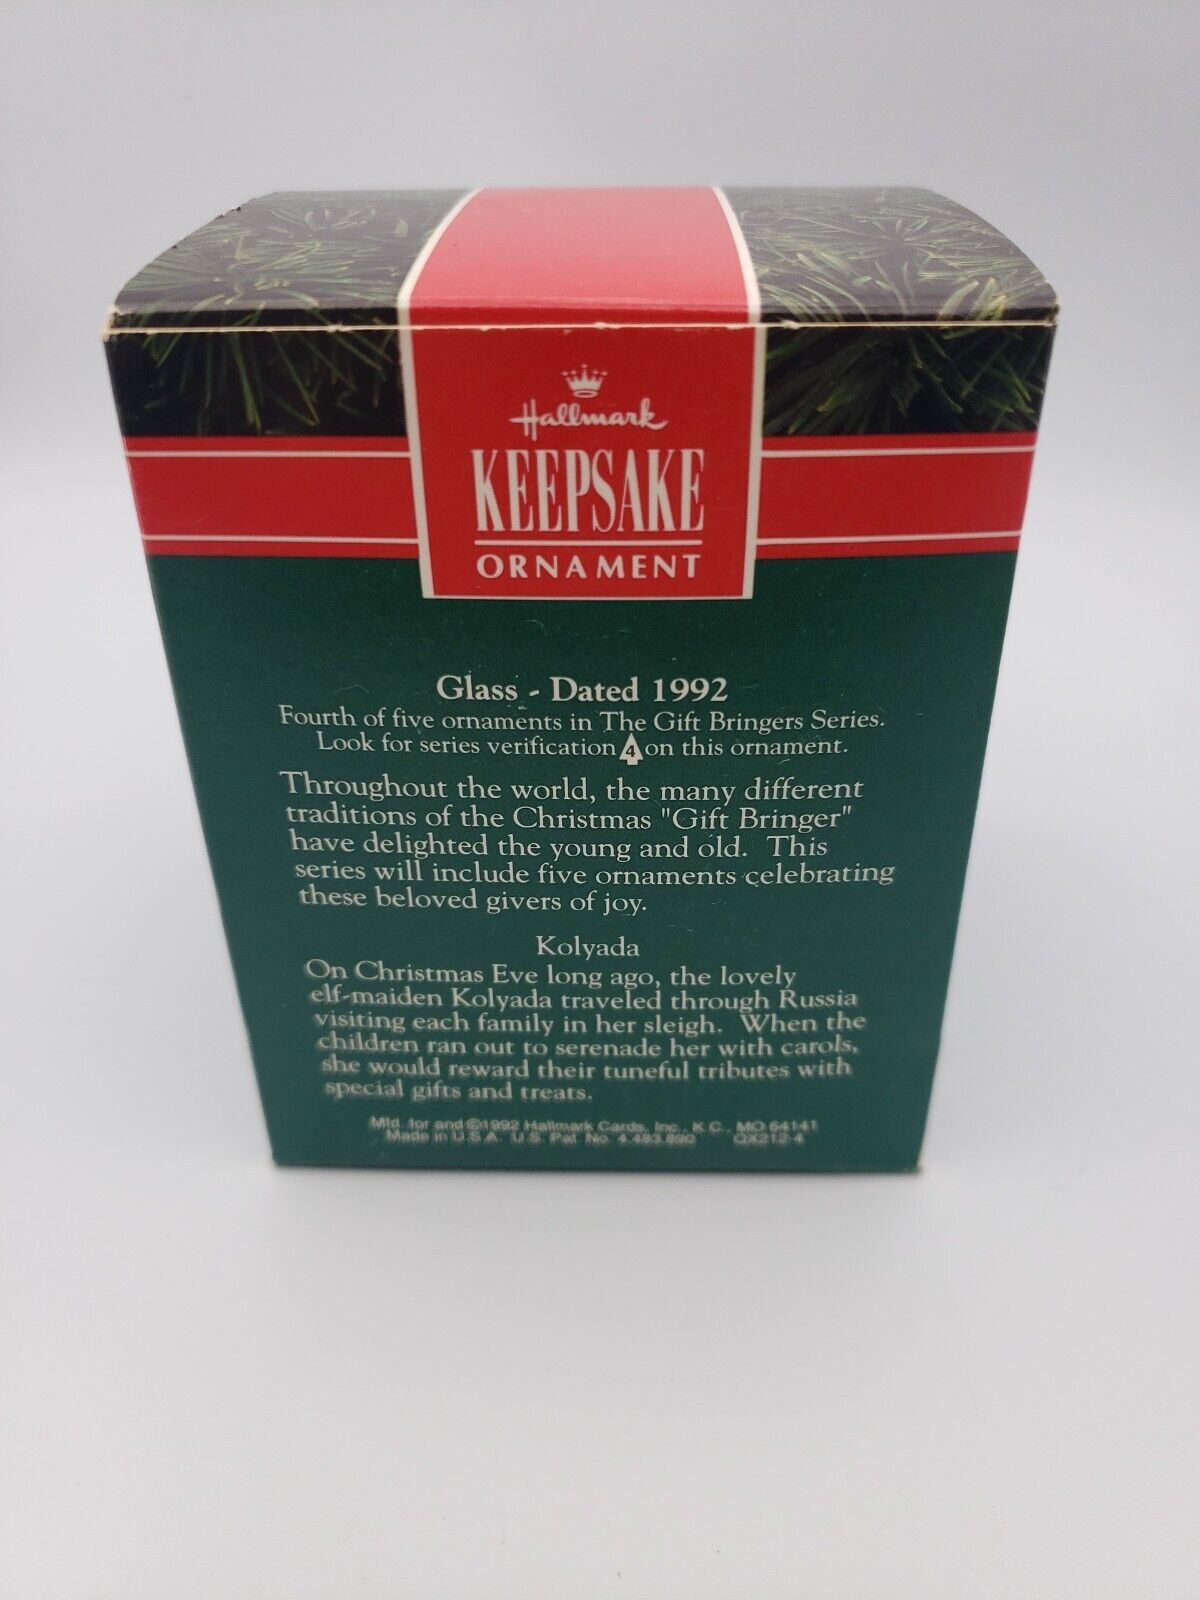 Hallmark
KEEPSAKE
ORNAMENT
Glass - Dated 1992
Fourth of five ornaments in The Gift Bringers Series.
Look for series verification 4 on this ornament.
Throughout the world, the many different
traditions of the Christmas "Gift Bringer"
have delighted the young and old. This
series will include five ornaments celebrating
these beloved givers of joy.
Kolyada
On Christmas Eve long ago, the lovely
elf-maiden Kolyada traveled through Russia
visiting each family in her sleigh. When the
children ran out to serenade her with carols,
she would reward their tuneful tributes with
special gifts and treats.
Mfd. for and ©1992 Hallmark Cards, Inc., K.C., MO 64141
Made in U.S.A. U.S. Pat. No. 4,483,890 QX212-4